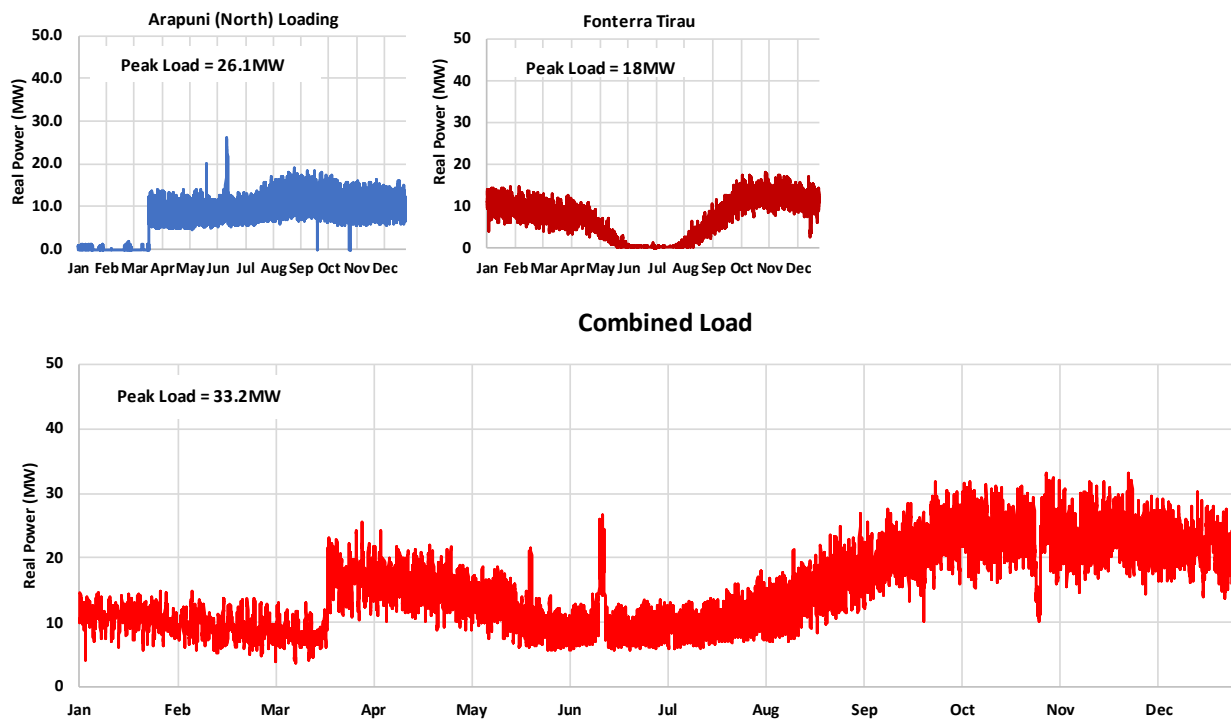 Arapuni (North) Loading
50.0
40.0
30.0
20.0
10.0
0.0
Real Power (MW)
Peak Load = 26.1MW
Jan Feb Mar Apr May Jun Jul Aug Sep Oct Nov Dec
Fonterra Tirau
50
40
30
20
10
0
Real Power (MW)
Peak Load = 18MW
Jan Feb Mar Apr May Jun Jul Aug Sep Oct Nov Dec
Combined Load
50
40
30
20
10
0
Real Power (MW)
Peak Load = 33.2MW
Jan Feb Mar Apr May Jun Jul Aug Sep Oct Nov Dec